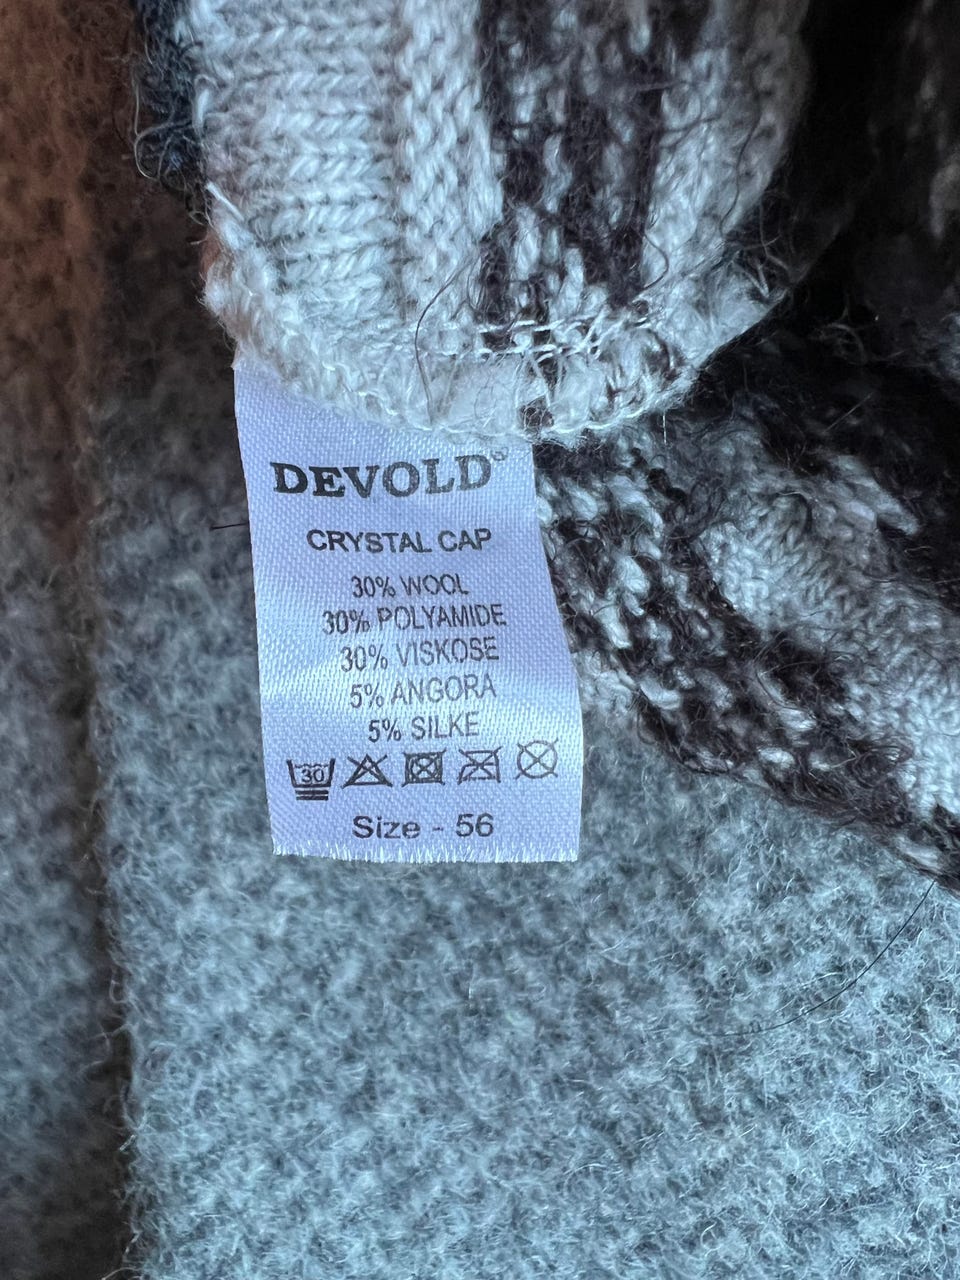 DEVOLD®
CRYSTAL CAP
30% WOOL
30% POLYAMIDE
30% VISKOSE
5% ANGORA
5% SILKE
30
Size - 56